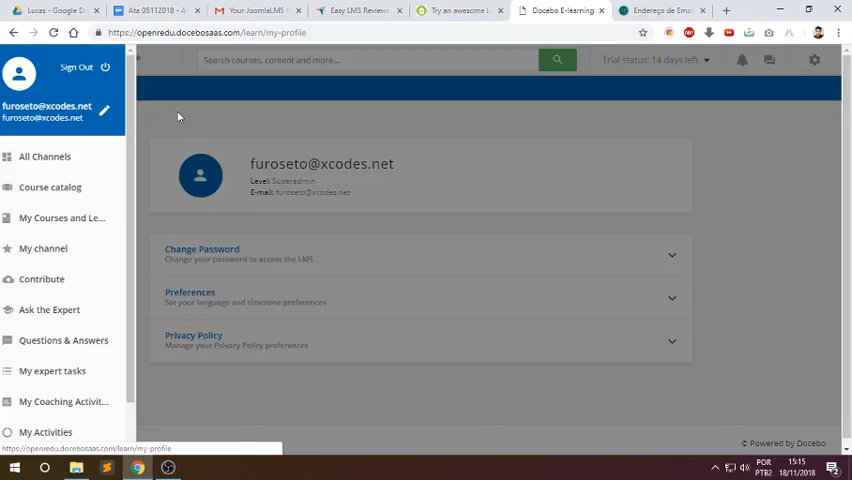 Lucas - Google D
Ata 05112018 - A
Your JoomlaLMS t
Easy LMS Reviews
Try an awesome L
Docebo E-learning
Endereço de Ema
https://openredu.docebosaas.com/learn/my-profile
Sign Out
furoseto@xcodes.net
furoseto@xcodes.net
All Channels
Course catalog
My Courses and Le...
My channel
Contribute
Ask the Expert
Questions & Answers
My expert tasks
My Coaching Activit...
My Activities
»
Search courses, content and more...
Trial status: 14 days left
furoseto@xcodes.net
Level: Superadmin
E-mail: furoseto@xcodes.net
Change Password
Change your password to access the LMS
Preferences
Set your language and timezone preferences
Privacy Policy
Manage your Privacy Policy preferences
https://openredu.docebosaas.com/learn/my-profile
© Powered by Docebo
POR
PTB2
15:15
18/11/2018
2